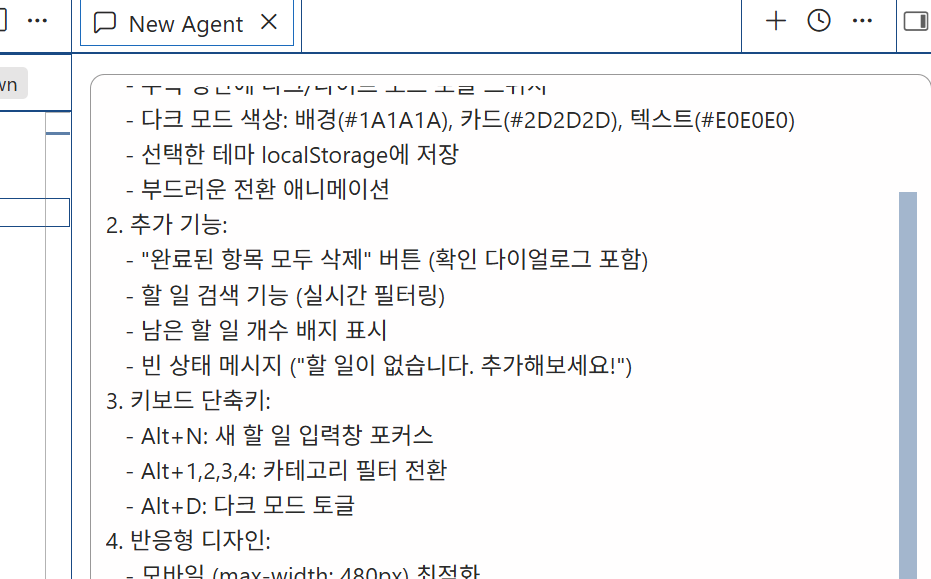 New Agent
wn
- 다크 모드 색상: 배경(#1A1A1A), 카드(#2D2D2D), 텍스트(#E0E0E0)
- 선택한 테마 localStorage에 저장
- 부드러운 전환 애니메이션
2. 추가 기능:
- "완료된 항목 모두 삭제" 버튼 (확인 다이얼로그 포함)
- 할 일 검색 기능 (실시간 필터링)
- 남은 할 일 개수 배지 표시
- 빈 상태 메시지 ("할 일이 없습니다. 추가해보세요!")
3. 키보드 단축키:
- Alt+N: 새 할 일 입력창 포커스
- Alt+1,2,3,4: 카테고리 필터 전환
- Alt+D: 다크 모드 토글
4. 반응형 디자인:
- 모바일 (max-width: 480px) 최적화